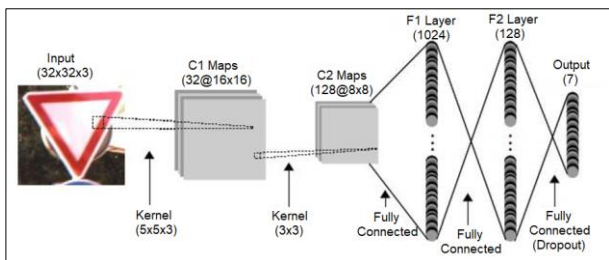 Input
(32x32x3)
C1 Maps
(32@16x16)
C2 Maps
(128@8x8)
F1 Layer
(1024)
F2 Layer
(128)
Output
(7)
Kernel
(5x5x3)
Kernel
(3x3)
Fully
Connected
Fully
Connected
Fully
Connected
(Dropout)